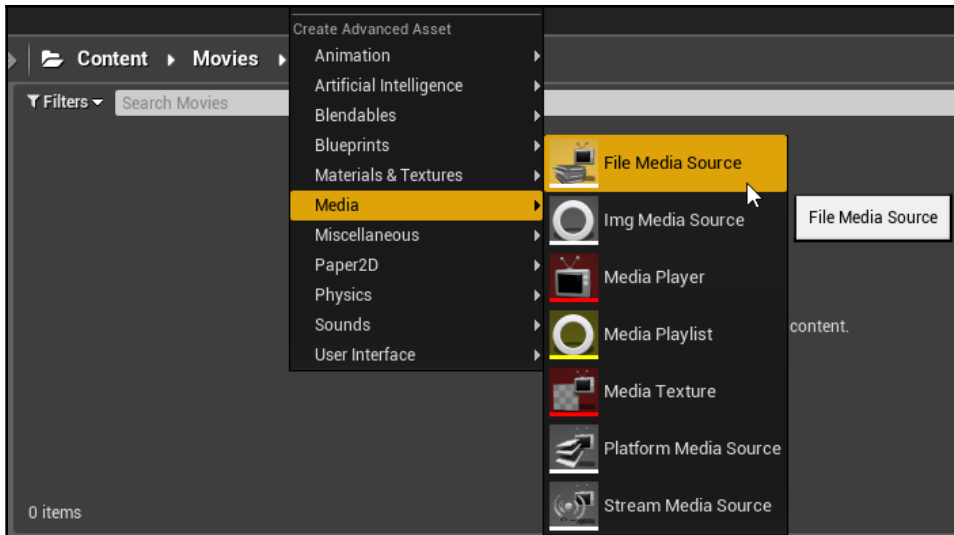 Create Advanced Asset
Content Movies
Filters Search Movies
Animation
Artificial Intelligence
Blendables
Blueprints
Materials & Textures
Media
Miscellaneous
Paper2D
Physics
Sounds
User Interface
File Media Source
Img Media Source
Media Player
Media Playlist
Media Texture
Platform Media Source
Stream Media Source
File Media Source
content.
0 items